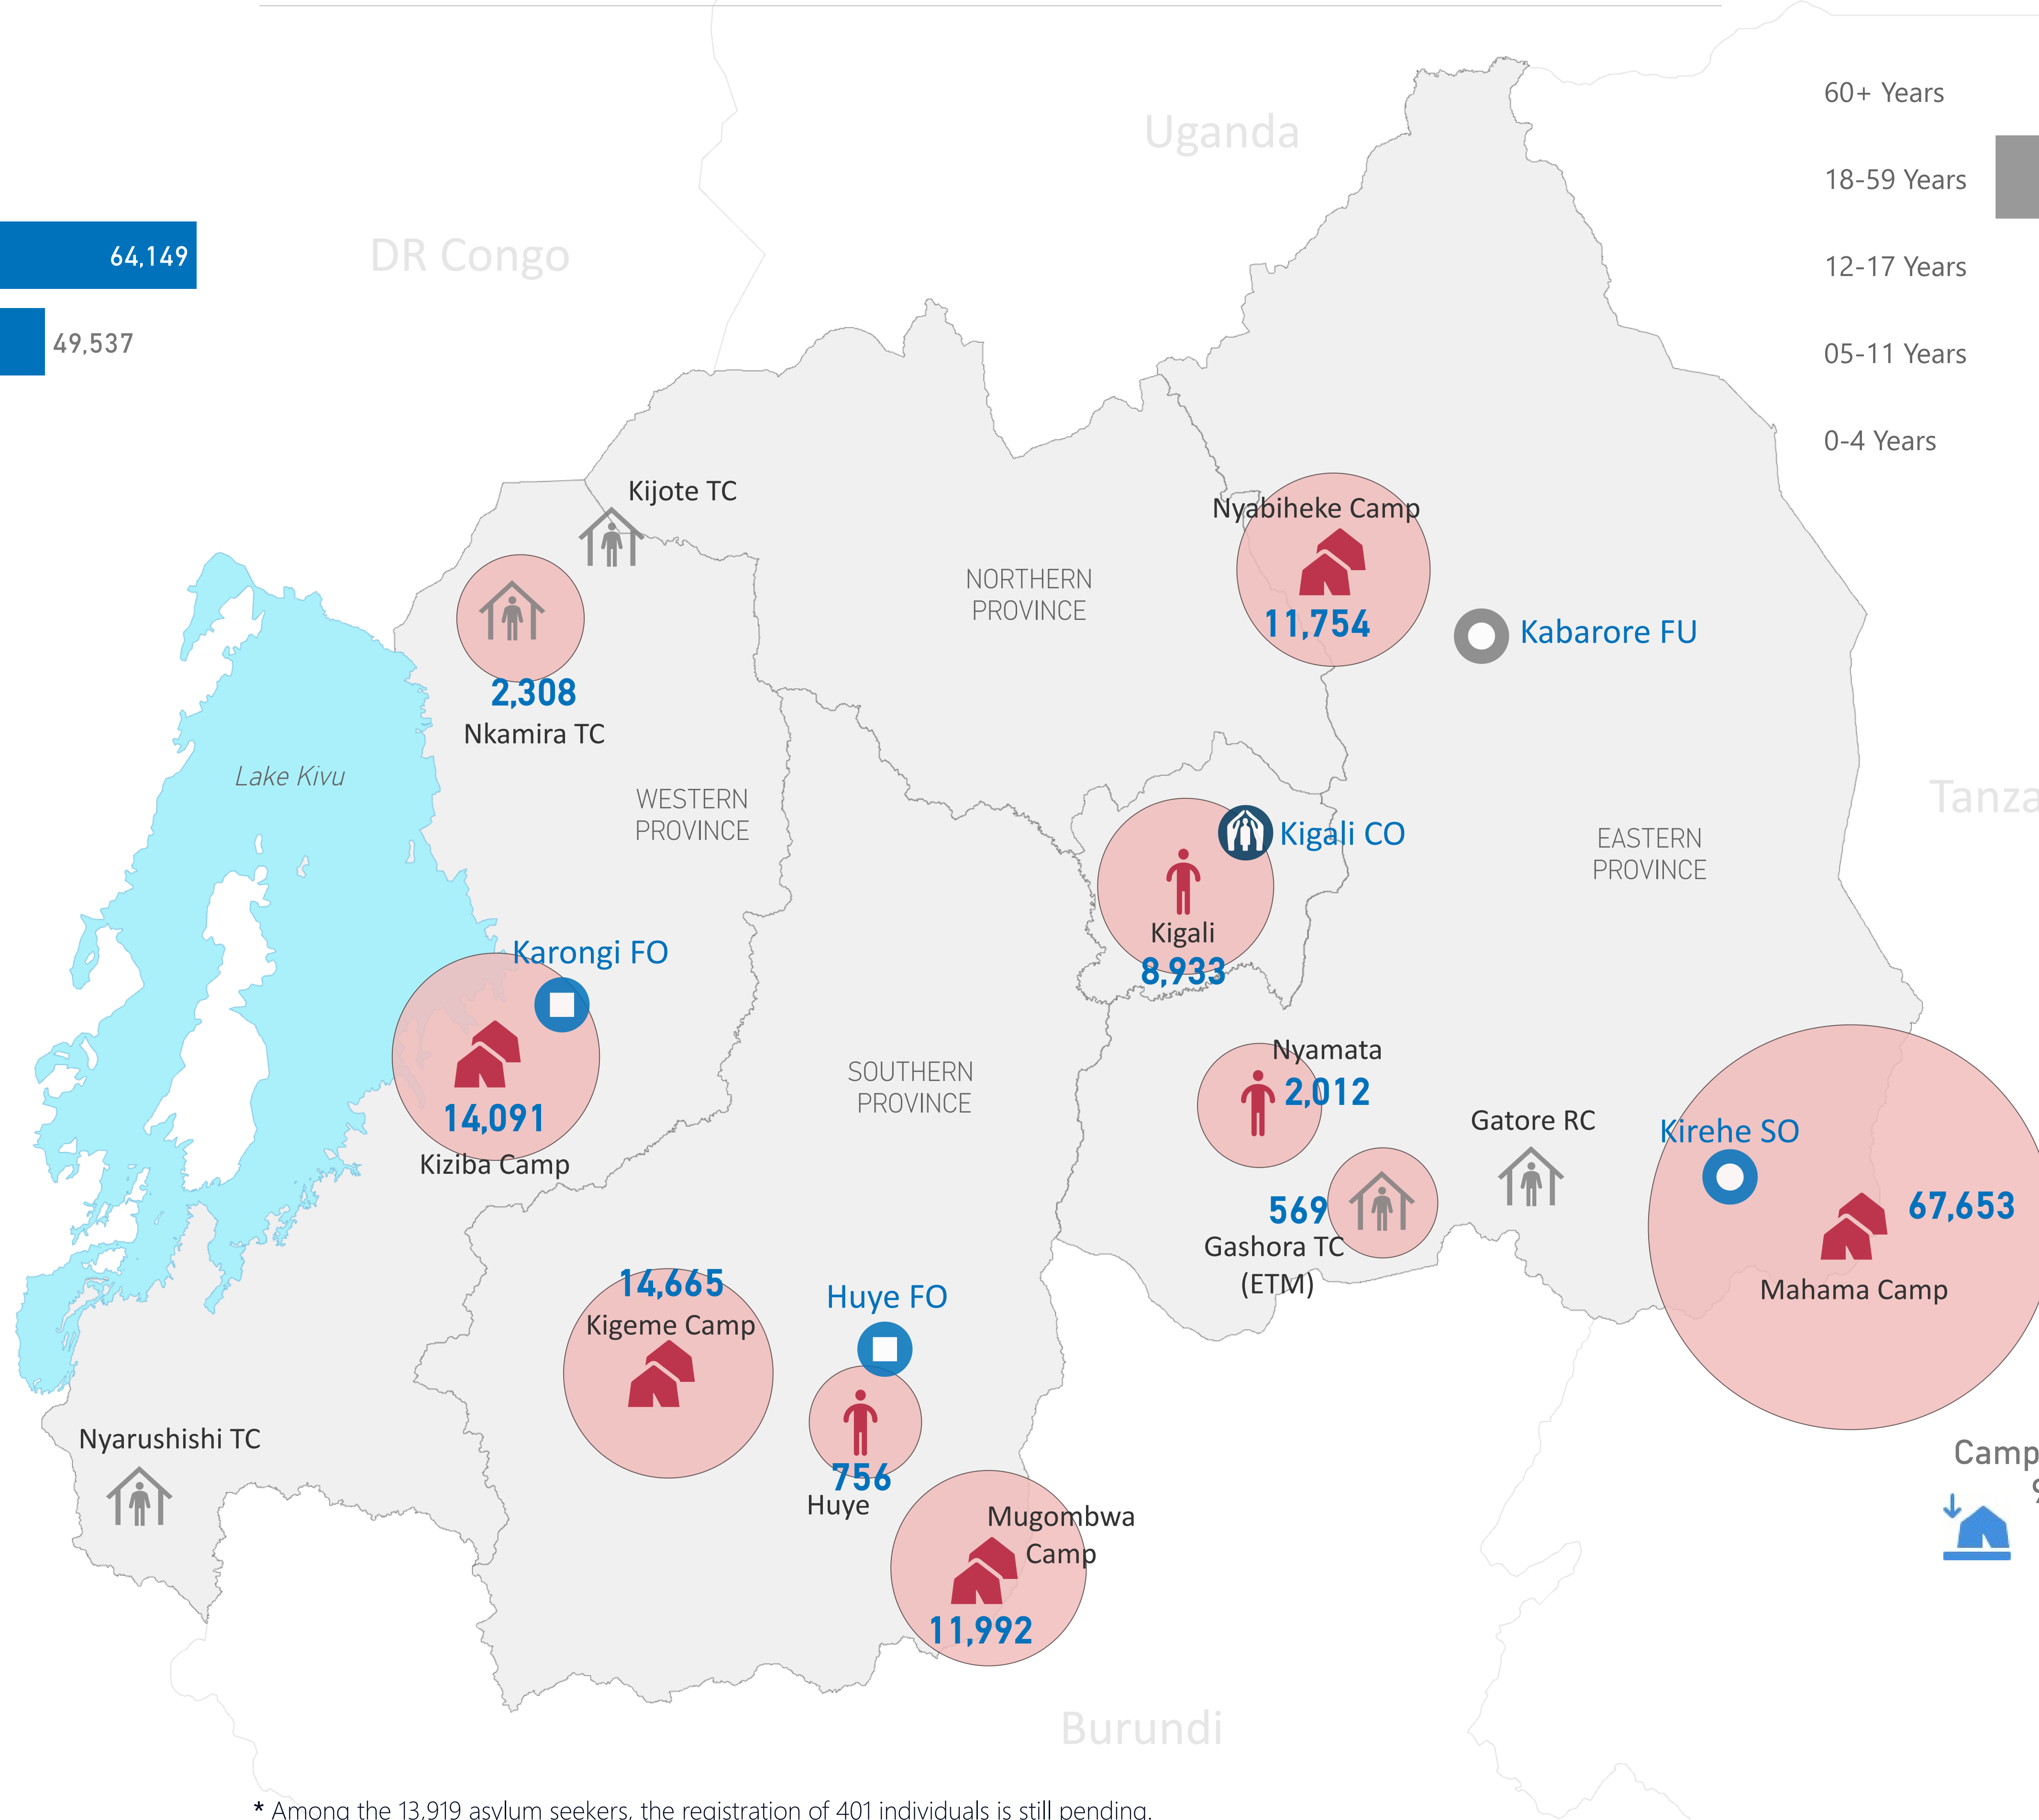 60+ Years
Uganda
18-59 Years
64,149
DR Congo
12-17 Years
49,537
05-11 Years
0-4 Years
Kijote TC
Nyabiheke Camp
11,754
NORTHERN
PROVINCE
Kabarore FU
2,308
Nkamira TC
Lake Kivu
WESTERN
PROVINCE
Tanza
Kigali CO
EASTERN
PROVINCE
Kigali
8,933
Karongi FO
14,091
Kiziba Camp
SOUTHERN
PROVINCE
Nyamata
2,012
Gatore RC
Kirehe SO
67,653
Mahama Camp
569
Gashora TC
(ETM)
14,665
Kigeme Camp
Huye FO
756
Huye
Nyarushishi TC
Camp
Mugombwa
Camp
11,992
Burundi
* Among the 13,919 asylum seekers, the registration of 401 individuals is still pending.